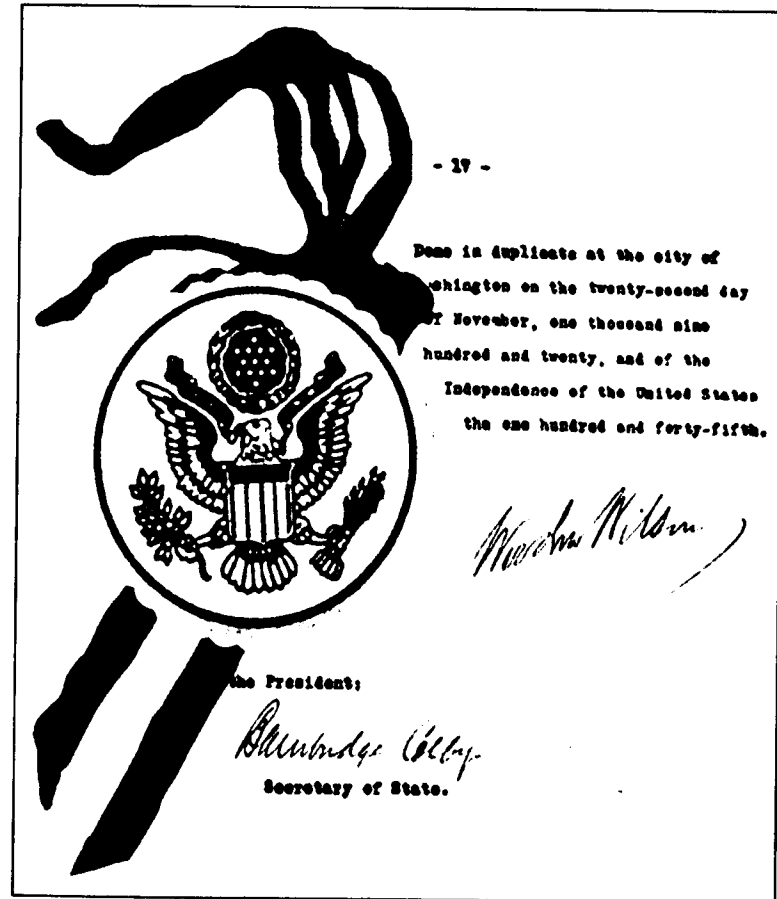 - 17 -
Done in duplicate at the city of
shington on the twenty-second day
of November, one thousand nine
hundred and twenty, and of the
Independence of the United States
the one hundred and forty-fifth.
Woodrow Wilson
the President:
Bainbridge Colby
Secretary of State.